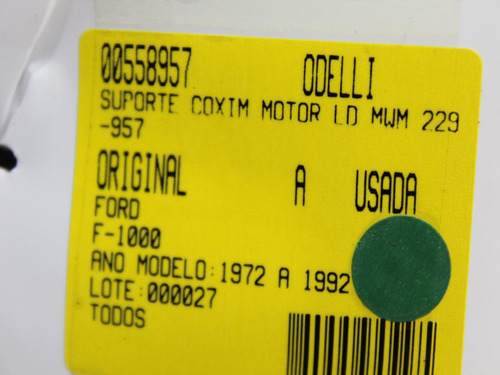 00558957 ODELLI
SUPORTE COXIM MOTOR LD MWM 229
-957
ORIGINAL A USADA
FORD
F-1000
ANO MODELO:1972 A 1992
LOTE:000027
TODOS